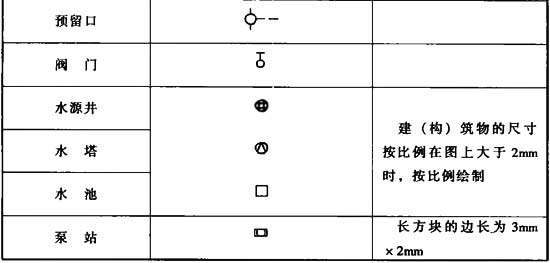 预留口
阀 门
水源井
水 塔
水 池
建（构）筑物的尺寸
按比例在图上大于 2mm
时，按比例绘制
泵 站
长方块的边长为 3mm
×2mm